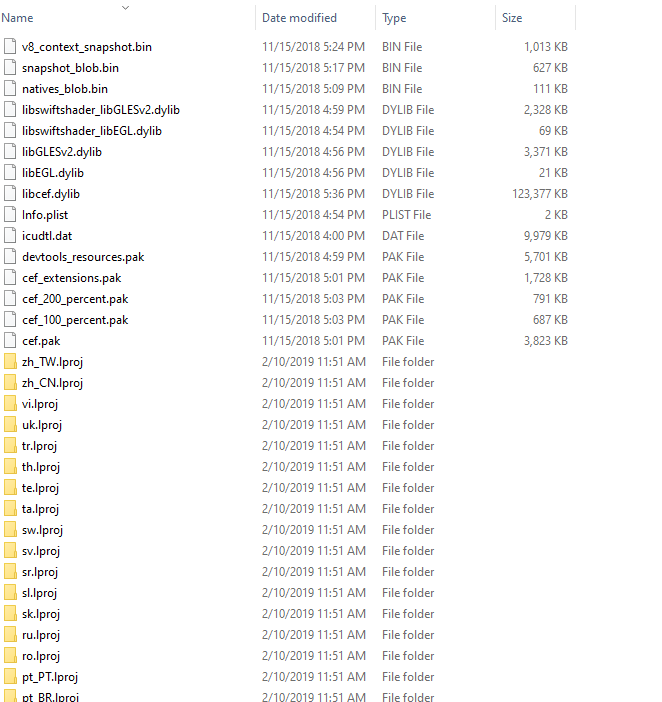 Name Date modified Type Size
v8_context_snapshot.bin 11/15/2018 5:24 PM BIN File 1,013 KB
snapshot_blob.bin 11/15/2018 5:17 PM BIN File 627 KB
natives_blob.bin 11/15/2018 5:09 PM BIN File 111 KB
libswiftshader_libGLESv2.dylib 11/15/2018 4:59 PM DYLIB File 2,328 KB
libswiftshader_libEGL.dylib 11/15/2018 4:54 PM DYLIB File 69 KB
libGLESv2.dylib 11/15/2018 4:56 PM DYLIB File 3,371 KB
libEGL.dylib 11/15/2018 4:56 PM DYLIB File 21 KB
libcef.dylib 11/15/2018 5:36 PM DYLIB File 123,377 KB
Info.plist 11/15/2018 4:54 PM PLIST File 2 KB
icudtl.dat 11/15/2018 4:00 PM DAT File 9,979 KB
devtools_resources.pak 11/15/2018 4:59 PM PAK File 5,701 KB
cef_extensions.pak 11/15/2018 5:01 PM PAK File 1,728 KB
cef_200_percent.pak 11/15/2018 5:03 PM PAK File 791 KB
cef_100_percent.pak 11/15/2018 5:03 PM PAK File 687 KB
cef.pak 11/15/2018 5:01 PM PAK File 3,823 KB
zh_TW.lproj 2/10/2019 11:51 AM File folder
zh_CN.lproj 2/10/2019 11:51 AM File folder
vi.lproj 2/10/2019 11:51 AM File folder
uk.lproj 2/10/2019 11:51 AM File folder
tr.lproj 2/10/2019 11:51 AM File folder
th.lproj 2/10/2019 11:51 AM File folder
te.lproj 2/10/2019 11:51 AM File folder
ta.lproj 2/10/2019 11:51 AM File folder
sw.lproj 2/10/2019 11:51 AM File folder
sv.lproj 2/10/2019 11:51 AM File folder
sr.lproj 2/10/2019 11:51 AM File folder
sl.lproj 2/10/2019 11:51 AM File folder
sk.lproj 2/10/2019 11:51 AM File folder
ru.lproj 2/10/2019 11:51 AM File folder
ro.lproj 2/10/2019 11:51 AM File folder
pt_PT.lproj 2/10/2019 11:51 AM File folder
pt_BR.lproj 2/10/2019 11:51 AM File folder